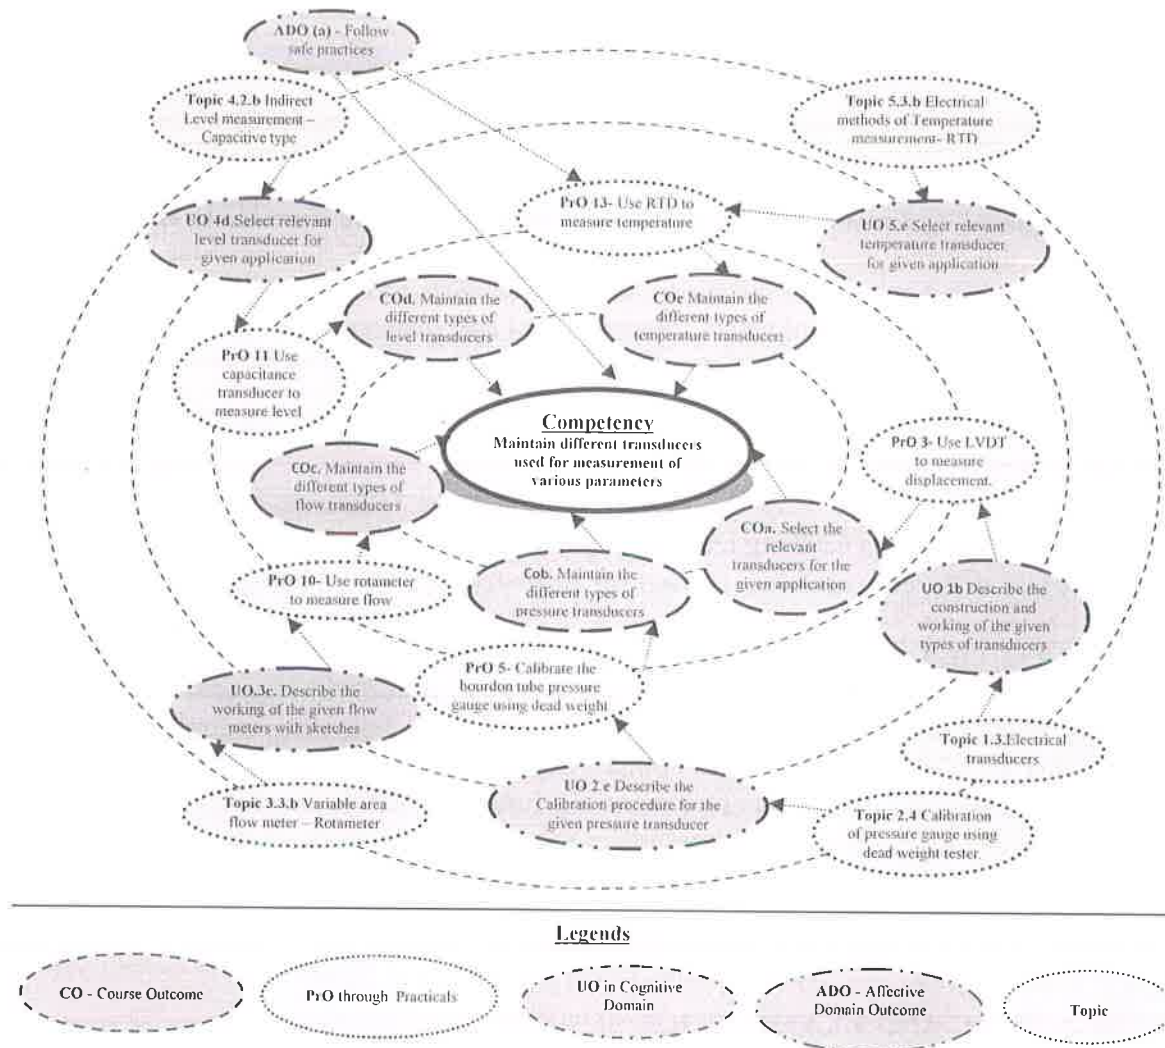 ADO (a) - Follow
safe practices
Topic 4.2.b Indirect
Level measurement –
Capacitive type
Topic 5.3.b Electrical
methods of Temperature
measurement- RTD
UO 4d Select relevant
level transducer for
given application
PrO 13- Use RTD to
measure temperature
UO 5.e Select relevant
temperature transducer
for given application
COd. Maintain the
different types of
level transducers
COe Maintain the
different types of
temperature transducers
PrO 11 Use
capacitance
transducer to
measure level
Competency
Maintain different transducers
used for measurement of
various parameters
PrO 3- Use LVDT
to measure
displacement.
COc. Maintain the
different types of
flow transducers
COa. Select the
relevant
transducers for the
given application
PrO 10- Use rotameter
to measure flow
Cob. Maintain the
different types of
pressure transducers
UO 1b Describe the
construction and
working of the given
types of transducers
PrO 5- Calibrate the
bourdon tube pressure
gauge using dead weight
UO.3c. Describe the
working of the given flow
meters with sketches
Topic 1.3.Electrical
transducers
UO 2.e Describe the
Calibration procedure for the
given pressure transducer
Topic 3.3.b Variable area
flow meter – Rotameter
Topic 2.4 Calibration
of pressure gauge using
dead weight tester.
Legends
CO - Course Outcome
PrO through Practicals
UO in Cognitive
Domain
ADO - Affective
Domain Outcome
Topic